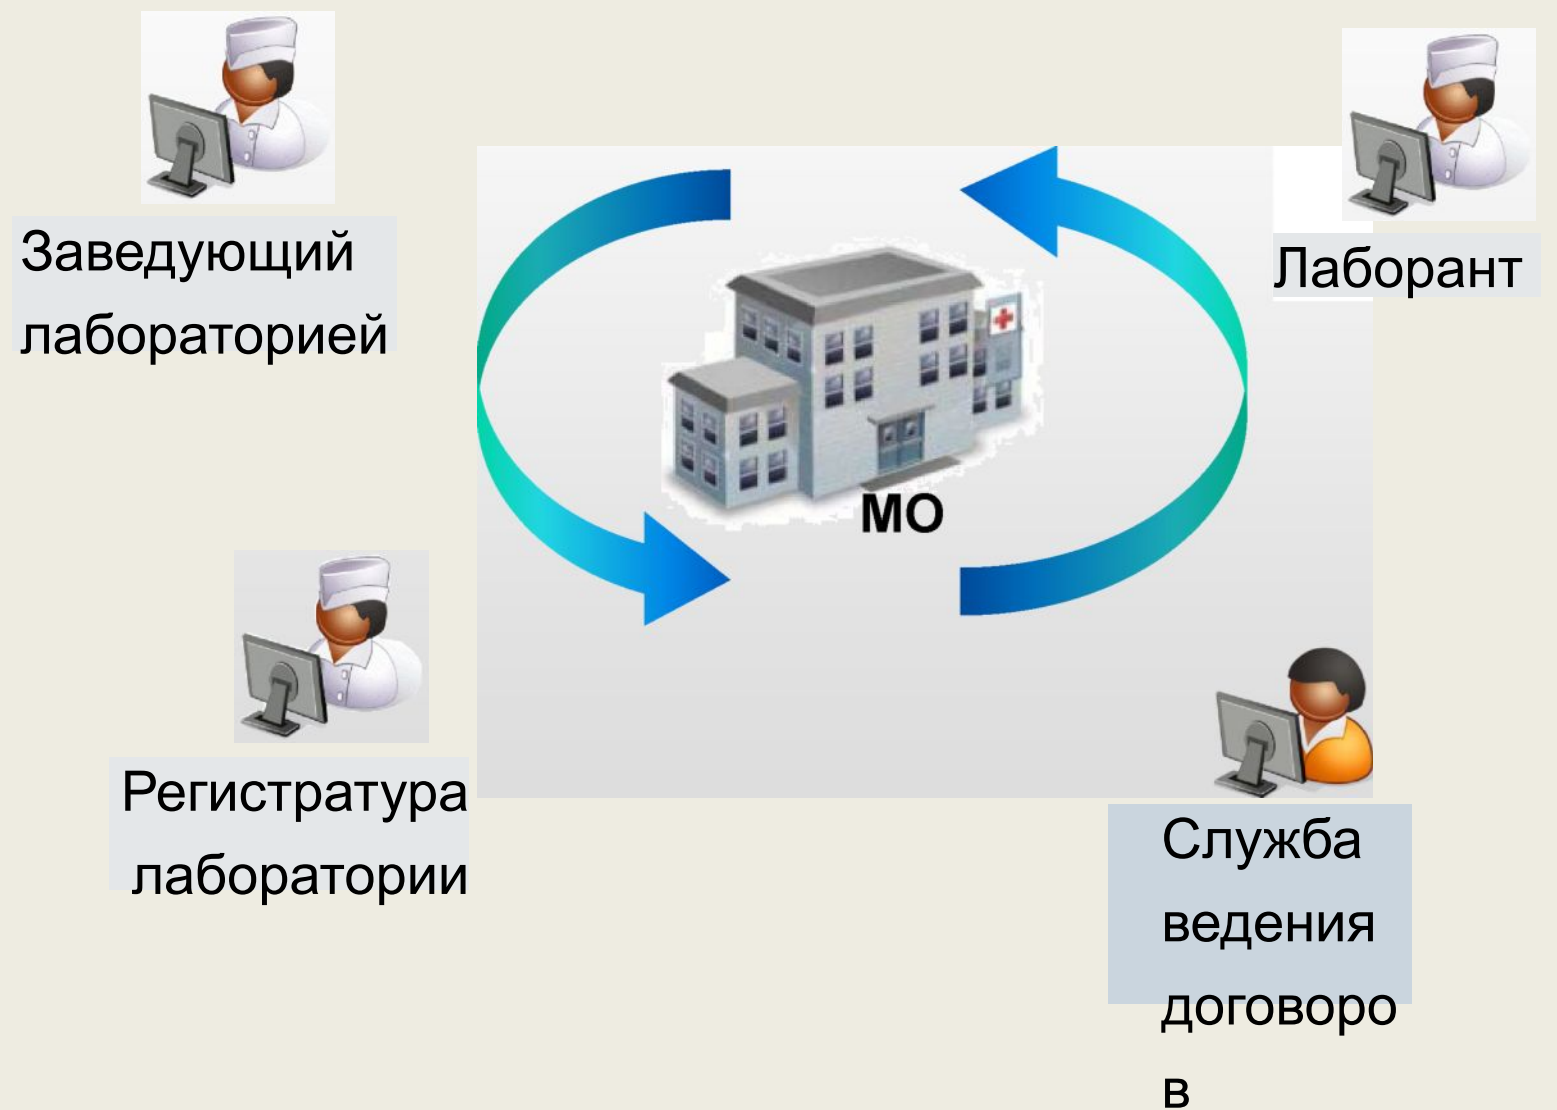 Заведующий
лабораторией
Лаборант
МО
Регистратура
лаборатории
Служба
ведения
договоро
в